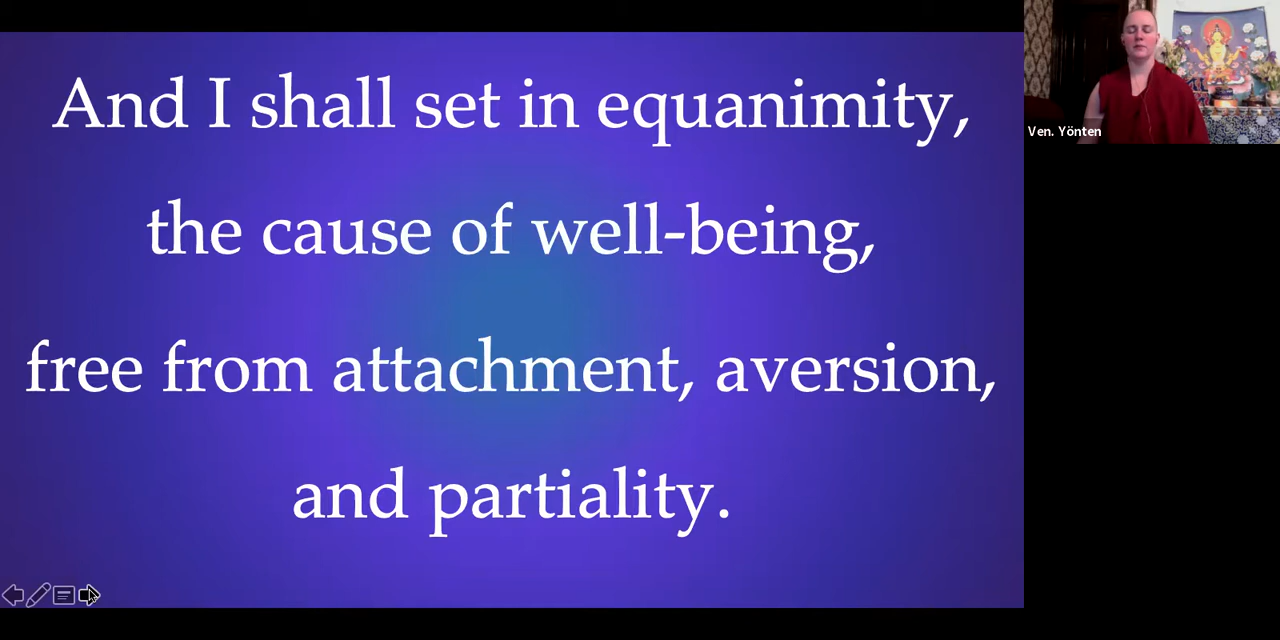 And I shall set in equanimity,
the cause of well-being,
free from attachment, aversion,
and partiality.
Ven. Yönten